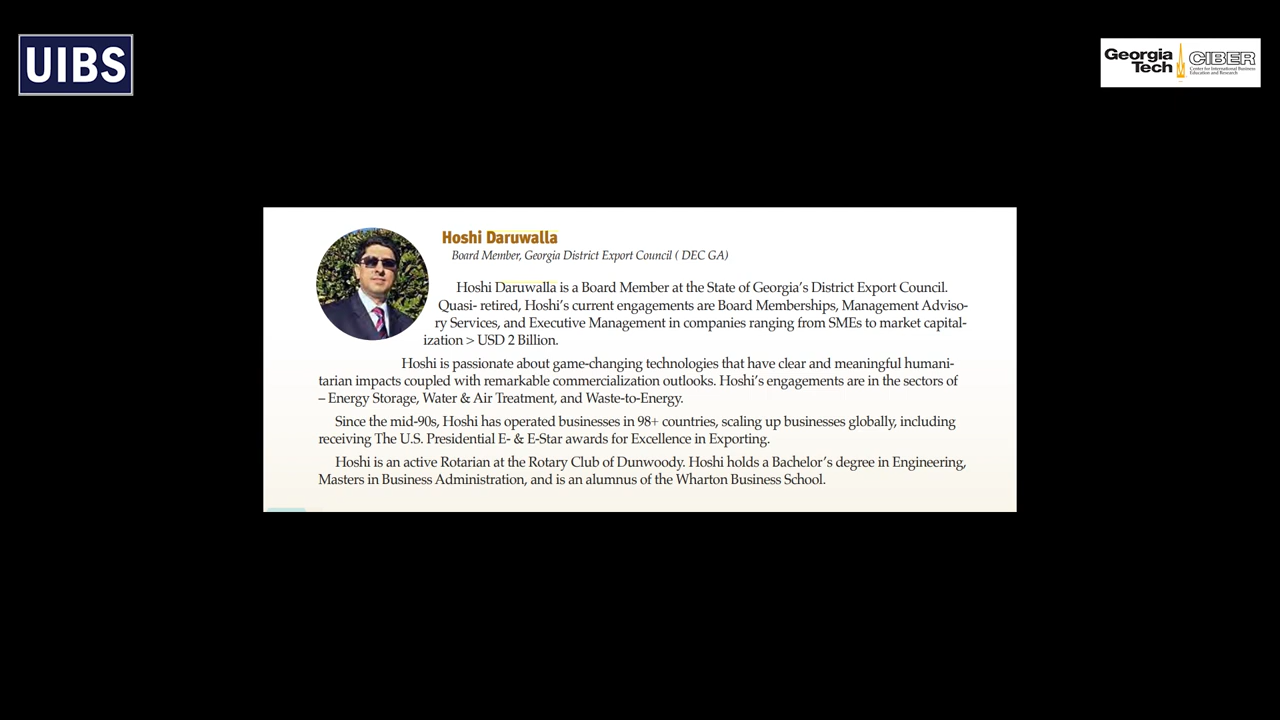 UIBS
Georgia
Tech
CIBER
Center for International Business
Education and Research
Hoshi Daruwalla
Board Member, Georgia District Export Council ( DEC GA)
Hoshi Daruwalla is a Board Member at the State of Georgia’s District Export Council.
Quasi- retired, Hoshi’s current engagements are Board Memberships, Management Adviso-
ry Services, and Executive Management in companies ranging from SMEs to market capital-
ization > USD 2 Billion.
Hoshi is passionate about game-changing technologies that have clear and meaningful humani-
tarian impacts coupled with remarkable commercialization outlooks. Hoshi’s engagements are in the sectors of
– Energy Storage, Water & Air Treatment, and Waste-to-Energy.
Since the mid-90s, Hoshi has operated businesses in 98+ countries, scaling up businesses globally, including
receiving The U.S. Presidential E- & E-Star awards for Excellence in Exporting.
Hoshi is an active Rotarian at the Rotary Club of Dunwoody. Hoshi holds a Bachelor’s degree in Engineering,
Masters in Business Administration, and is an alumnus of the Wharton Business School.